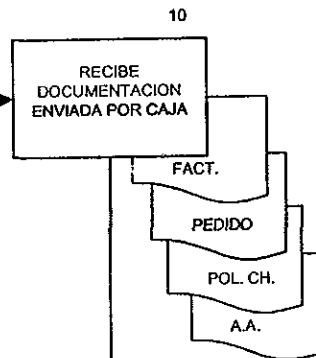 10
RECIBE
DOCUMENTACION
ENVIADA POR CAJA
FACT.
PEDIDO
POL. CH.
A.A.